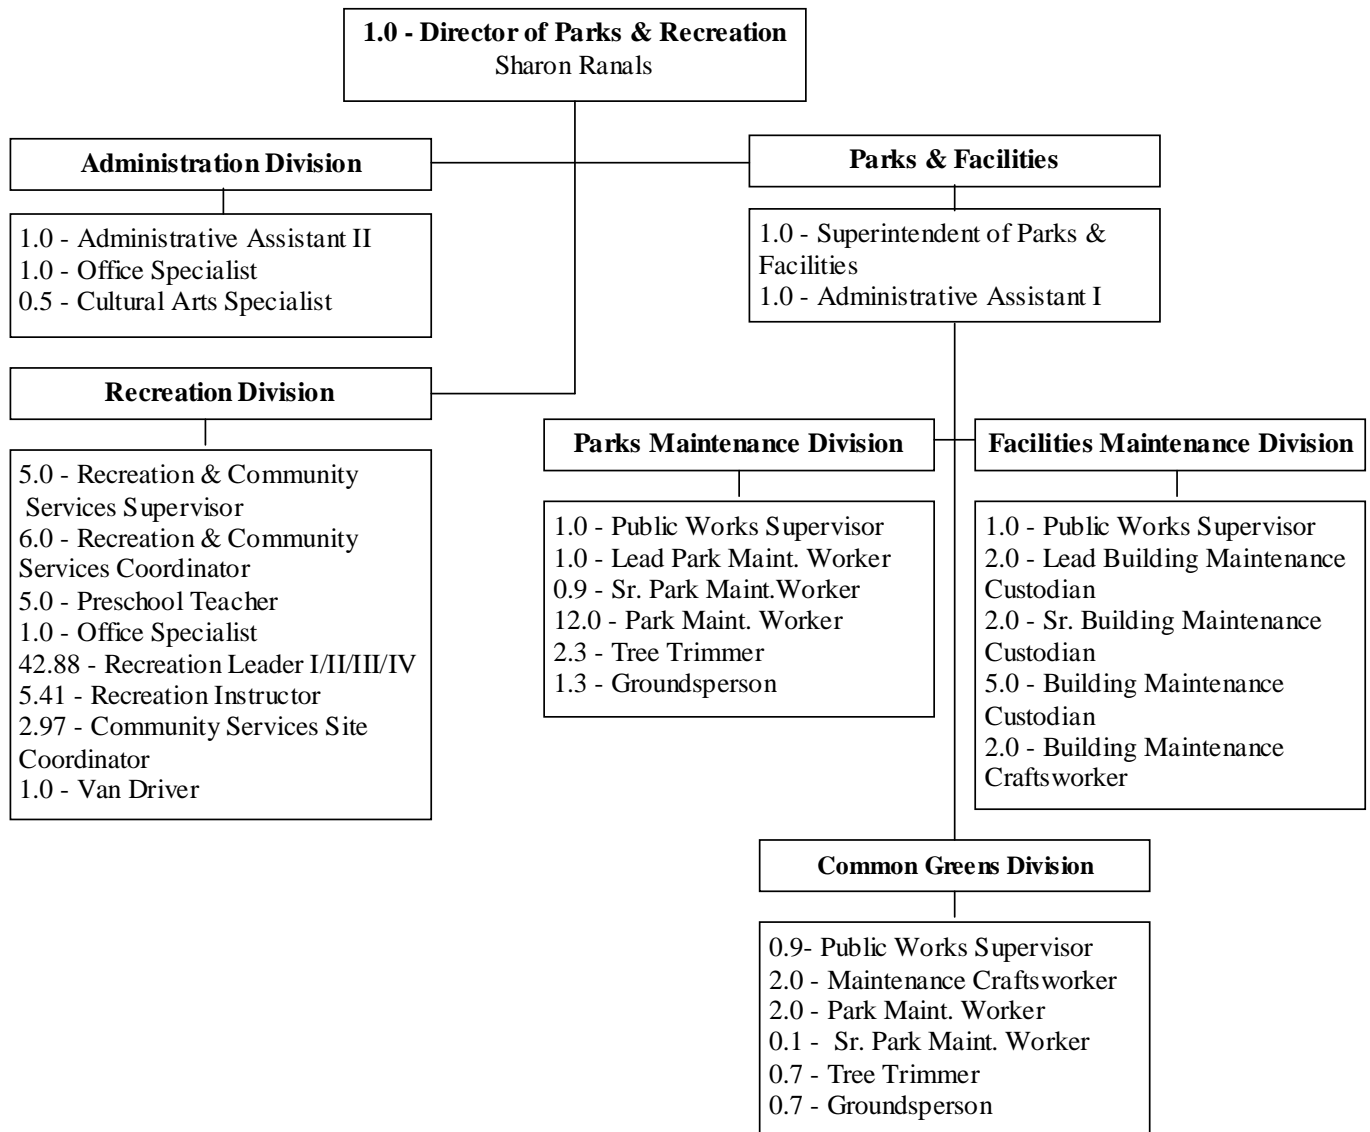 1.0 - Director of Parks & Recreation
Sharon Ranals
Administration Division
1.0 - Administrative Assistant II
1.0 - Office Specialist
0.5 - Cultural Arts Specialist
Parks & Facilities
1.0 - Superintendent of Parks &
Facilities
1.0 - Administrative Assistant I
Recreation Division
5.0 - Recreation & Community
Services Supervisor
6.0 - Recreation & Community
Services Coordinator
5.0 - Preschool Teacher
1.0 - Office Specialist
42.88 - Recreation Leader I/II/III/IV
5.41 - Recreation Instructor
2.97 - Community Services Site
Coordinator
1.0 - Van Driver
Parks Maintenance Division
1.0 - Public Works Supervisor
1.0 - Lead Park Maint. Worker
0.9 - Sr. Park Maint.Worker
12.0 - Park Maint. Worker
2.3 - Tree Trimmer
1.3 - Groundsperson
Facilities Maintenance Division
1.0 - Public Works Supervisor
2.0 - Lead Building Maintenance
Custodian
2.0 - Sr. Building Maintenance
Custodian
5.0 - Building Maintenance
Custodian
2.0 - Building Maintenance
Craftsworker
Common Greens Division
0.9- Public Works Supervisor
2.0 - Maintenance Craftsworker
2.0 - Park Maint. Worker
0.1 - Sr. Park Maint. Worker
0.7 - Tree Trimmer
0.7 - Groundsperson